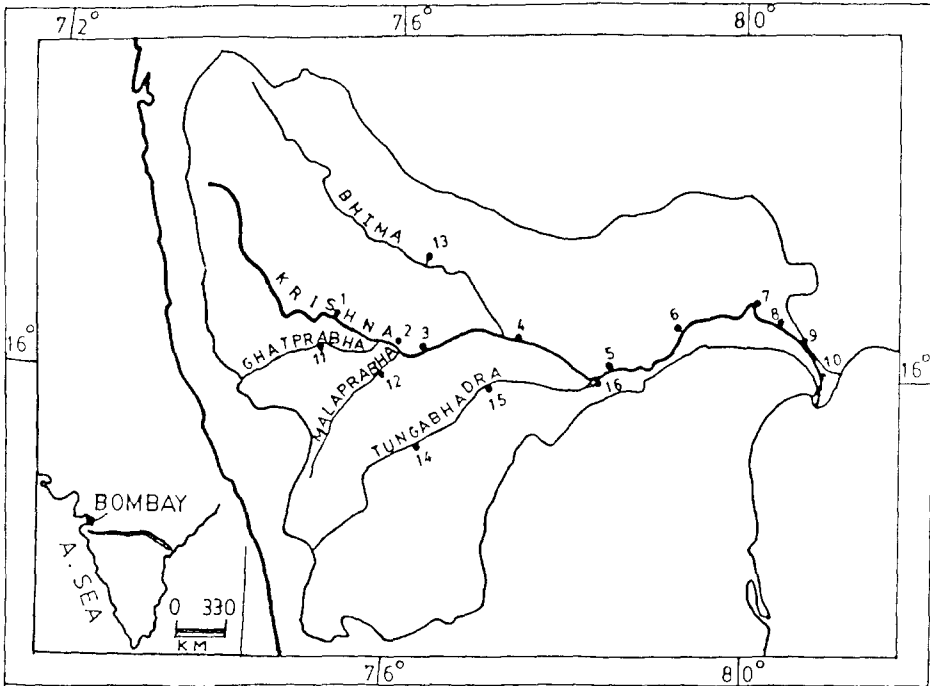 72° 76° 80°
BHIMA
13
KRISHNA
1
2
3
4
5
6
7
8
9
10
16°
16°
GHATPRABHA
11
MALAPRABHA
12
TUNGABHADRA
15
16
14
BOMBAY
A. SEA
0 330
KM
76° 80°